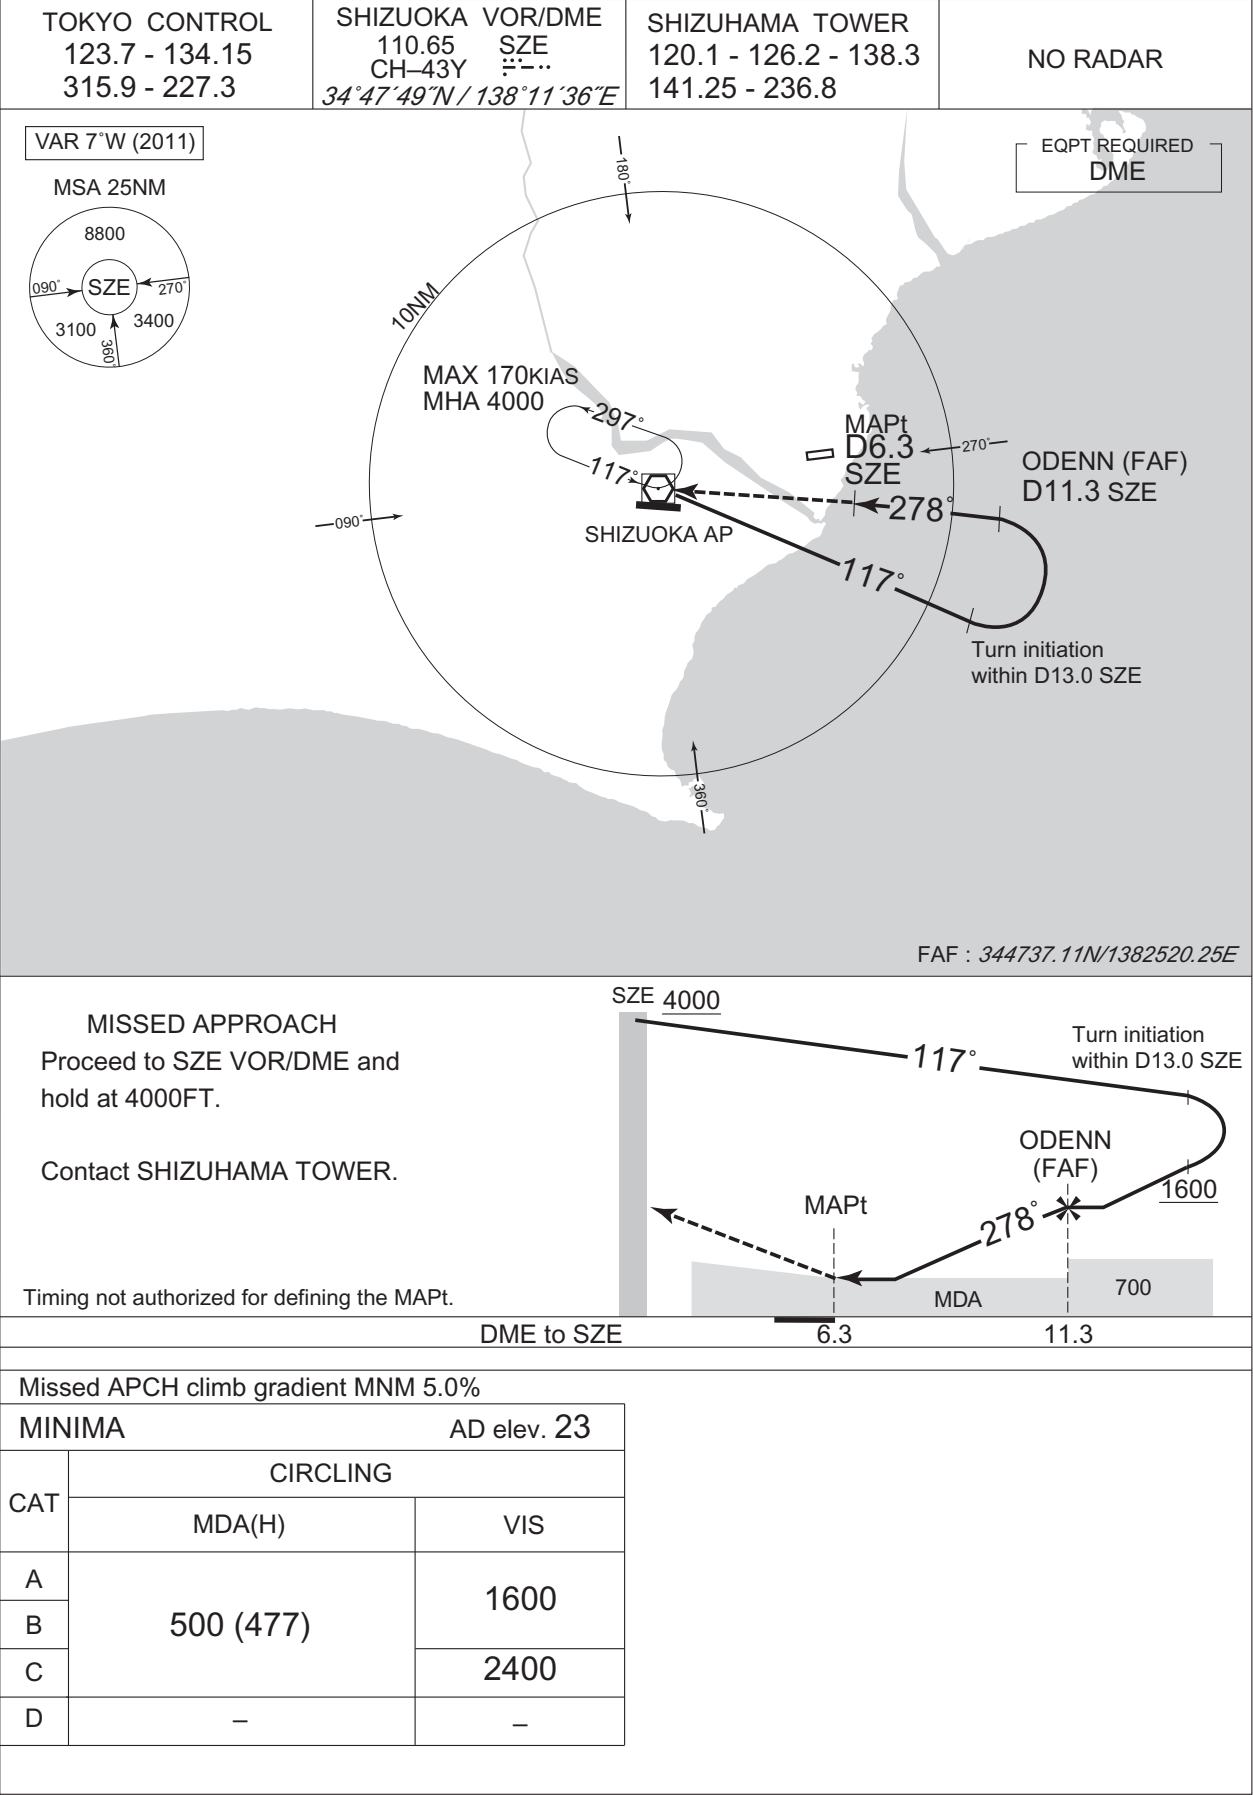 TOKYO CONTROL
123.7 - 134.15
315.9 - 227.3
SHIZUOKA VOR/DME
110.65 SZE
CH–43Y
34˚47´49˝N / 138˚11´36˝E
SHIZUHAMA TOWER
120.1 - 126.2 - 138.3
141.25 - 236.8
NO RADAR
VAR 7˚W (2011)
MSA 25NM
8800
090˚
SZE
270˚
3100
3400
360˚
EQPT REQUIRED
DME
180˚
10NM
MAX 170KIAS
MHA 4000
297˚
117˚
MAPt
D6.3
SZE
270˚
ODENN (FAF)
D11.3 SZE
278˚
090˚
SHIZUOKA AP
117˚
Turn initiation
within D13.0 SZE
360˚
FAF : 344737.11N/1382520.25E
MISSED APPROACH
Proceed to SZE VOR/DME and
hold at 4000FT.
Contact SHIZUHAMA TOWER.
Timing not authorized for defining the MAPt.
SZE 4000
117˚
Turn initiation
within D13.0 SZE
ODENN
(FAF)
1600
MAPt
278˚
MDA
700
DME to SZE
6.3
11.3
Missed APCH climb gradient MNM 5.0%
MINIMA
AD elev. 23
CAT
CIRCLING
MDA(H)
VIS
A
B
C
500 (477)
1600
2400
D
–
–